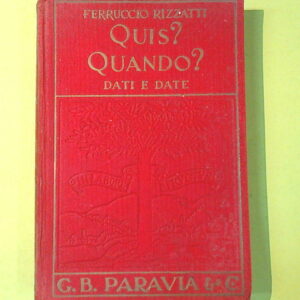 FERRUCCIO RIZZATTI
QUIS?
QUANDO?
DATI E DATE
G. B. PARAVIA & C.